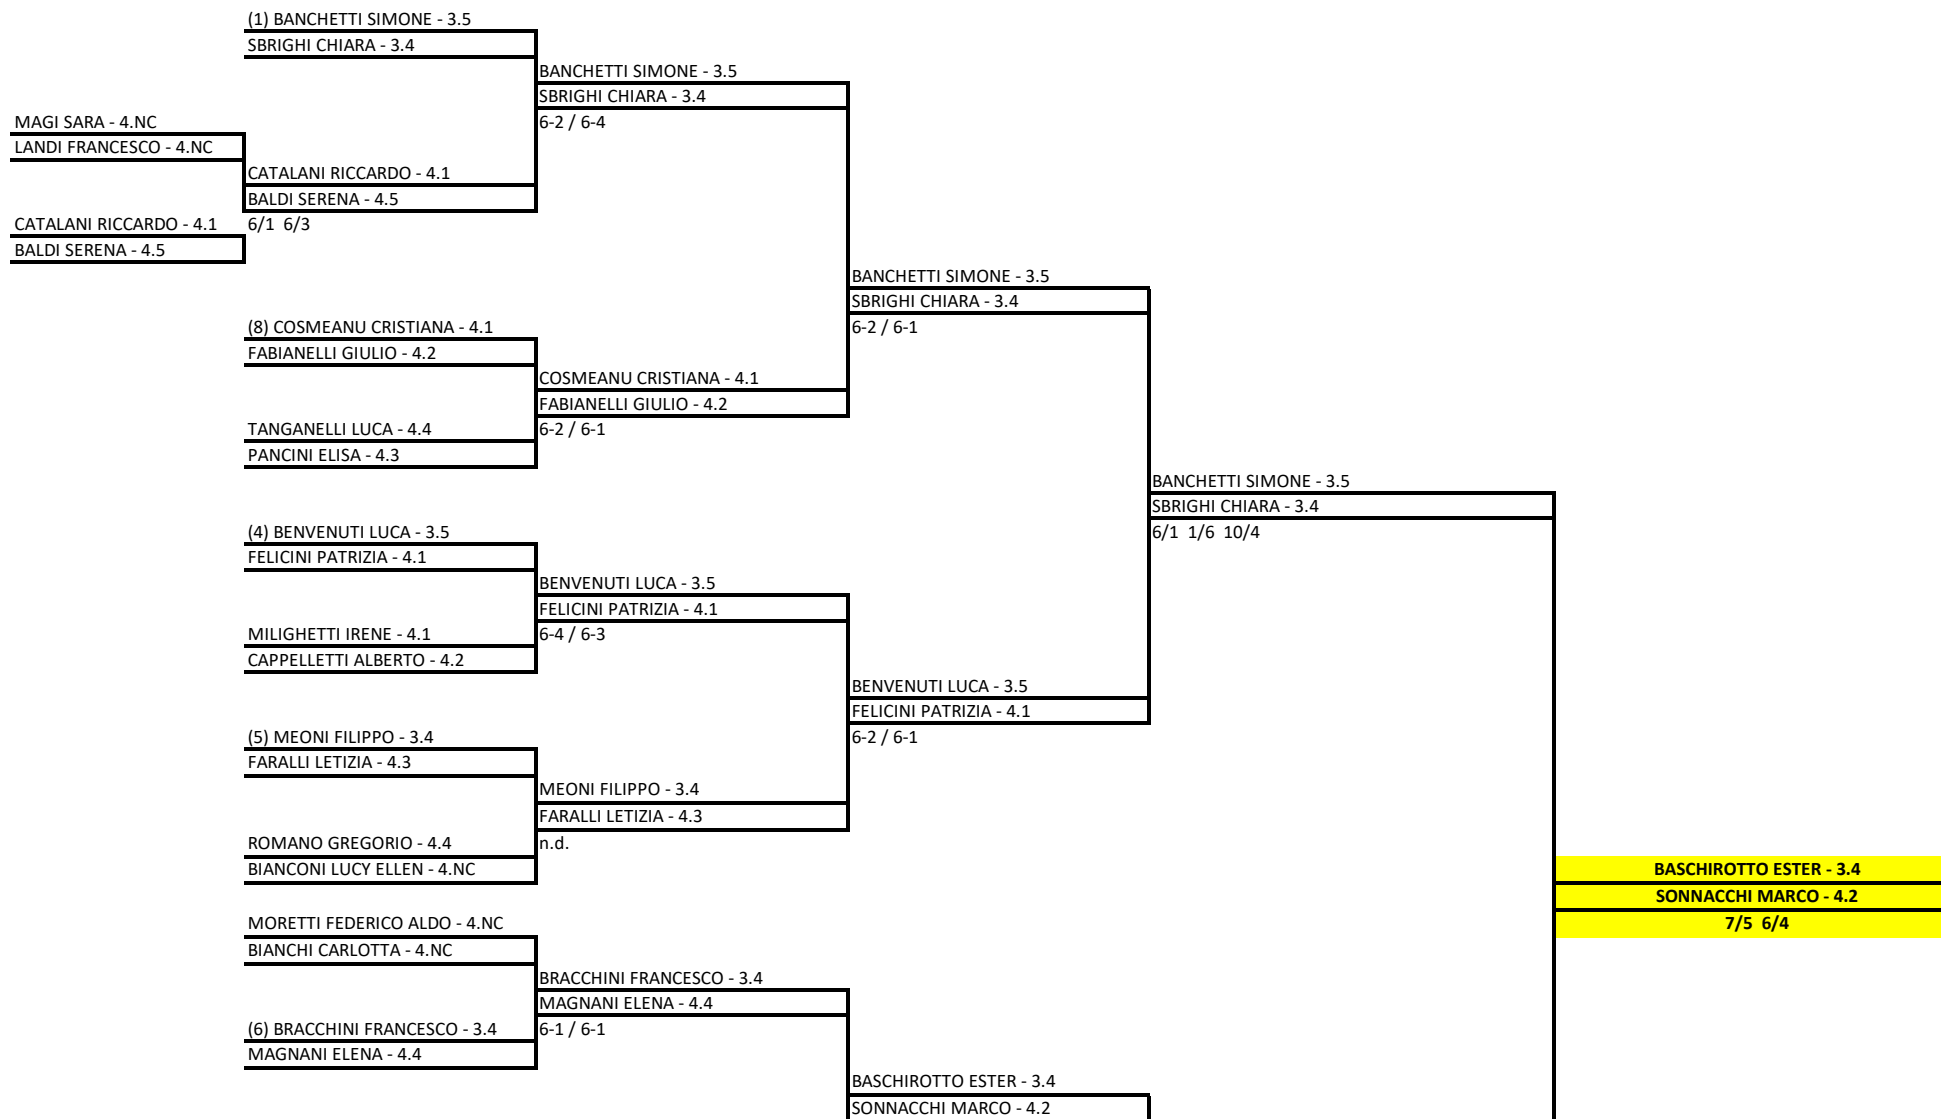 (1) BANCHETTI SIMONE - 3.5
SBRIGHI CHIARA - 3.4
BANCHETTI SIMONE - 3.5
SBRIGHI CHIARA - 3.4
MAGI SARA - 4.NC
6-2 / 6-4
LANDI FRANCESCO - 4.NC
CATALANI RICCARDO - 4.1
BALDI SERENA - 4.5
CATALANI RICCARDO - 4.1
6/1 6/3
BALDI SERENA - 4.5
BANCHETTI SIMONE - 3.5
SBRIGHI CHIARA - 3.4
(8) COSMEANU CRISTIANA - 4.1
6-2 / 6-1
FABIANELLI GIULIO - 4.2
COSMEANU CRISTIANA - 4.1
FABIANELLI GIULIO - 4.2
TANGANELLI LUCA - 4.4
6-2 / 6-1
PANCINI ELISA - 4.3
BANCHETTI SIMONE - 3.5
SBRIGHI CHIARA - 3.4
(4) BENVENUTI LUCA - 3.5
6/1 1/6 10/4
FELICINI PATRIZIA - 4.1
BENVENUTI LUCA - 3.5
FELICINI PATRIZIA - 4.1
MILIGHETTI IRENE - 4.1
6-4 / 6-3
CAPPELLETTI ALBERTO - 4.2
BENVENUTI LUCA - 3.5
FELICINI PATRIZIA - 4.1
(5) MEONI FILIPPO - 3.4
6-2 / 6-1
FARALLI LETIZIA - 4.3
MEONI FILIPPO - 3.4
FARALLI LETIZIA - 4.3
ROMANO GREGORIO - 4.4
n.d.
BIANCONI LUCY ELLEN - 4.NC
BASCHIROTTO ESTER - 3.4
SONNACCHI MARCO - 4.2
MORETTI FEDERICO ALDO - 4.NC
7/5 6/4
BIANCHI CARLOTTA - 4.NC
BRACCHINI FRANCESCO - 3.4
MAGNANI ELENA - 4.4
(6) BRACCHINI FRANCESCO - 3.4
6-1 / 6-1
MAGNANI ELENA - 4.4
BASCHIROTTO ESTER - 3.4
SONNACCHI MARCO - 4.2